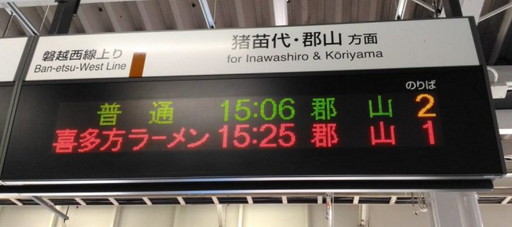 磐越西線上り
Ban-etsu-West Line
猪苗代・郡山 方面
for Inawashiro & Kōriyama
のりば
普通 15:06 郡山 2
喜多方ラーメン 15:25 郡山 1